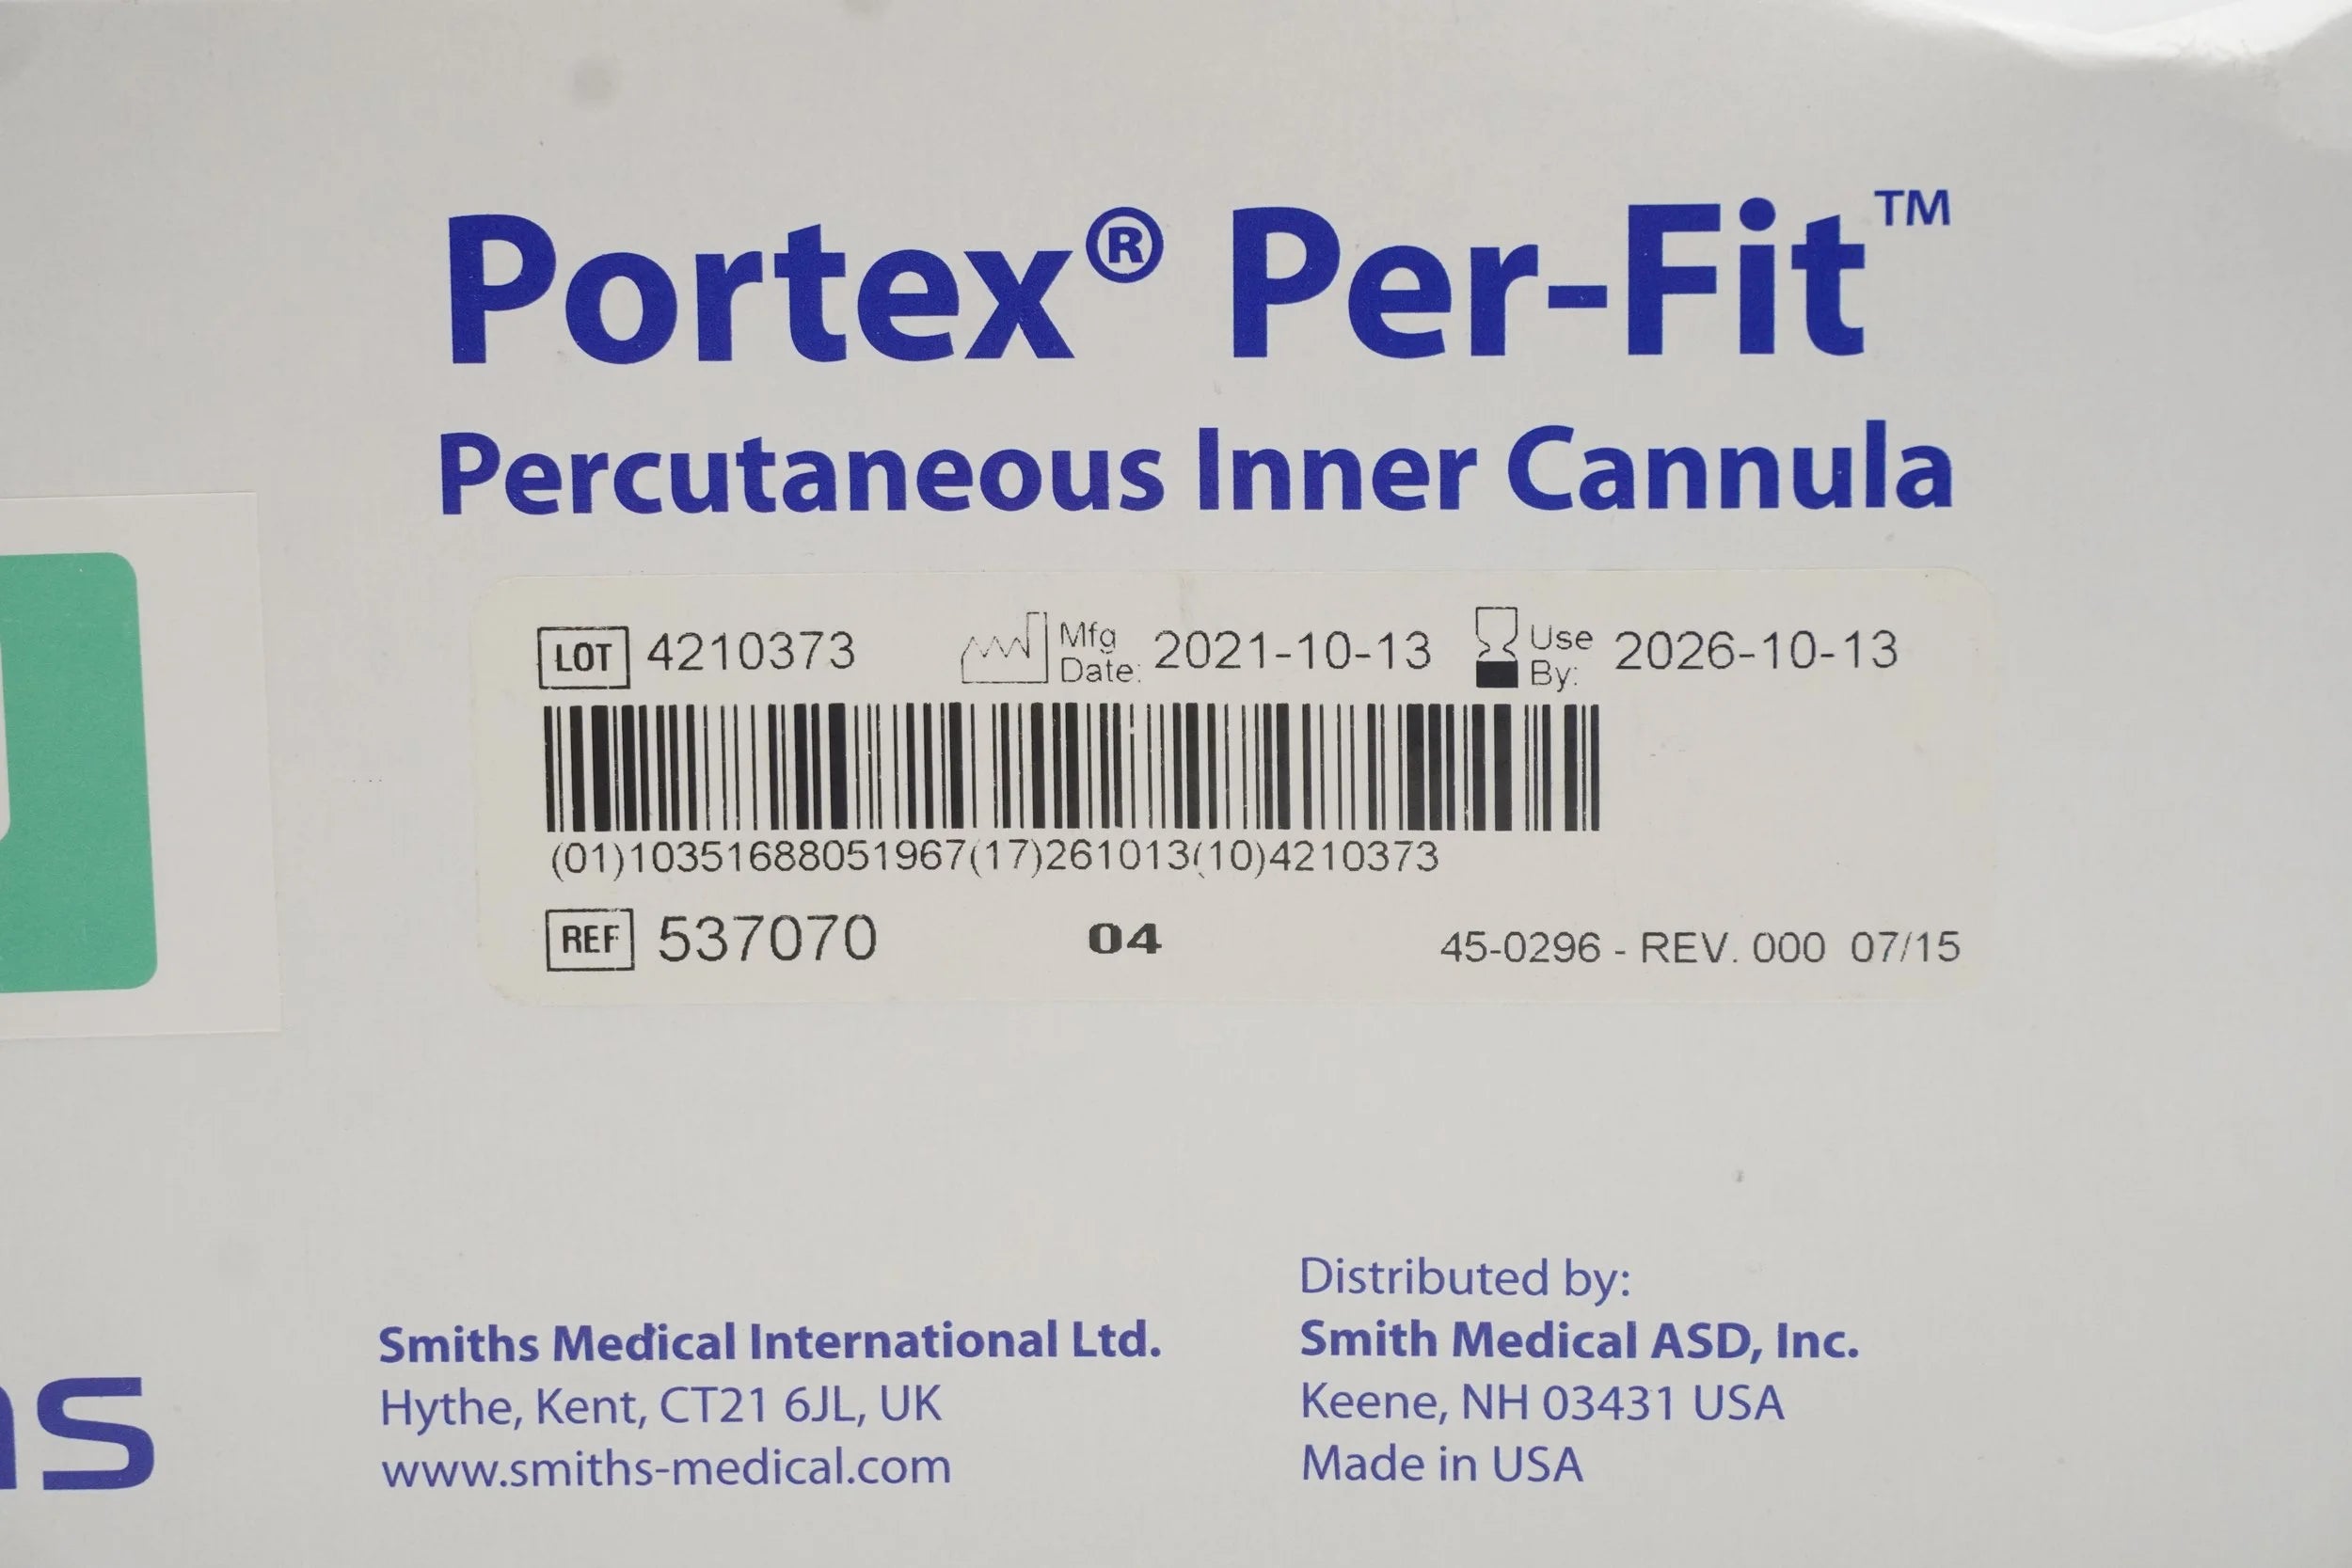 Portex® Per-Fit™
Percutaneous Inner Cannula
LOT 4210373 Mfg Date: 2021-10-13 Use By: 2026-10-13
(01)10351688051967(17)261013(10)4210373
REF 537070 04 45-0296 - REV. 000 07/15
Smiths Medical International Ltd.
Hythe, Kent, CT21 6JL, UK
www.smiths-medical.com
Distributed by:
Smith Medical ASD, Inc.
Keene, NH 03431 USA
Made in USA